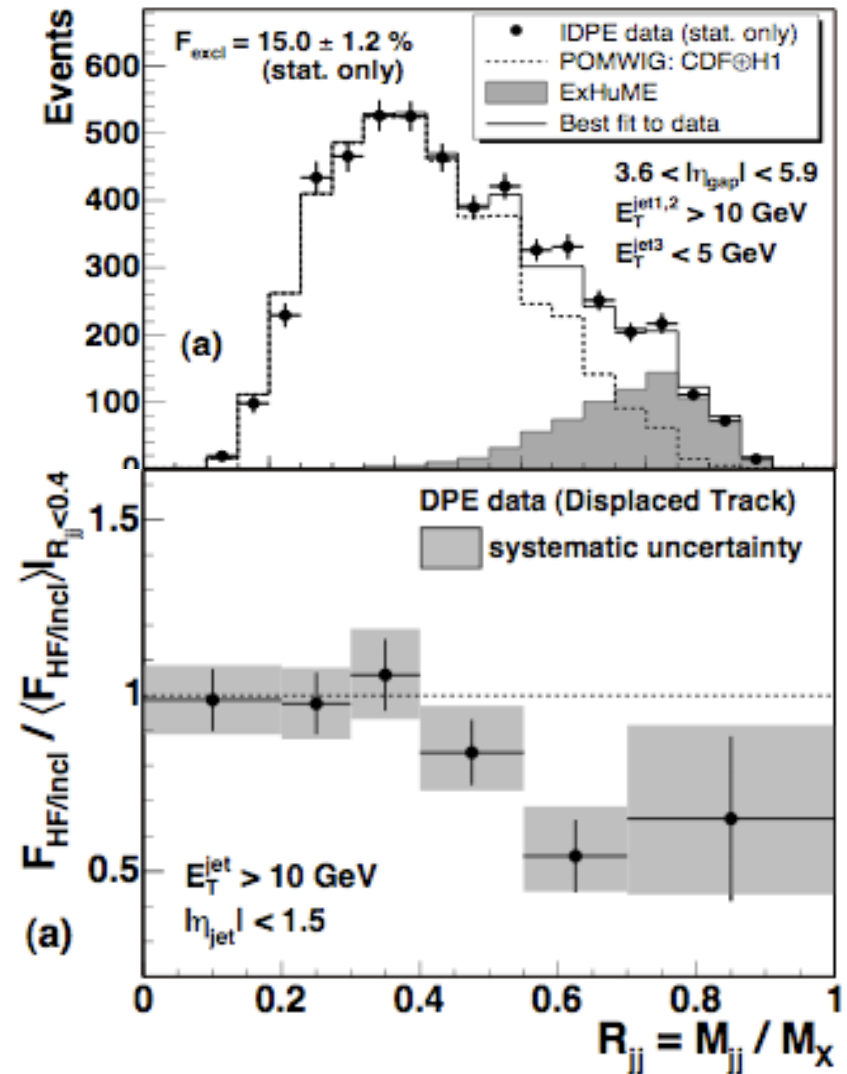 Events
600
500
400
300
200
100
0
F_excl = 15.0 ± 1.2 %
(stat. only)
IDPE data (stat. only)
POMWIG: CDF⊕H1
ExHuME
Best fit to data
3.6 < |η_gap| < 5.9
E_T^jet1,2 > 10 GeV
E_T^jet3 < 5 GeV
(a)
F_HF/incl / ⟨F_HF/incl⟩|R_jj<0.4
1.5
1
0.5
DPE data (Displaced Track)
systematic uncertainty
E_T^jet > 10 GeV
|η_jet| < 1.5
(a)
0 0.2 0.4 0.6 0.8 1
R_jj = M_jj / M_X